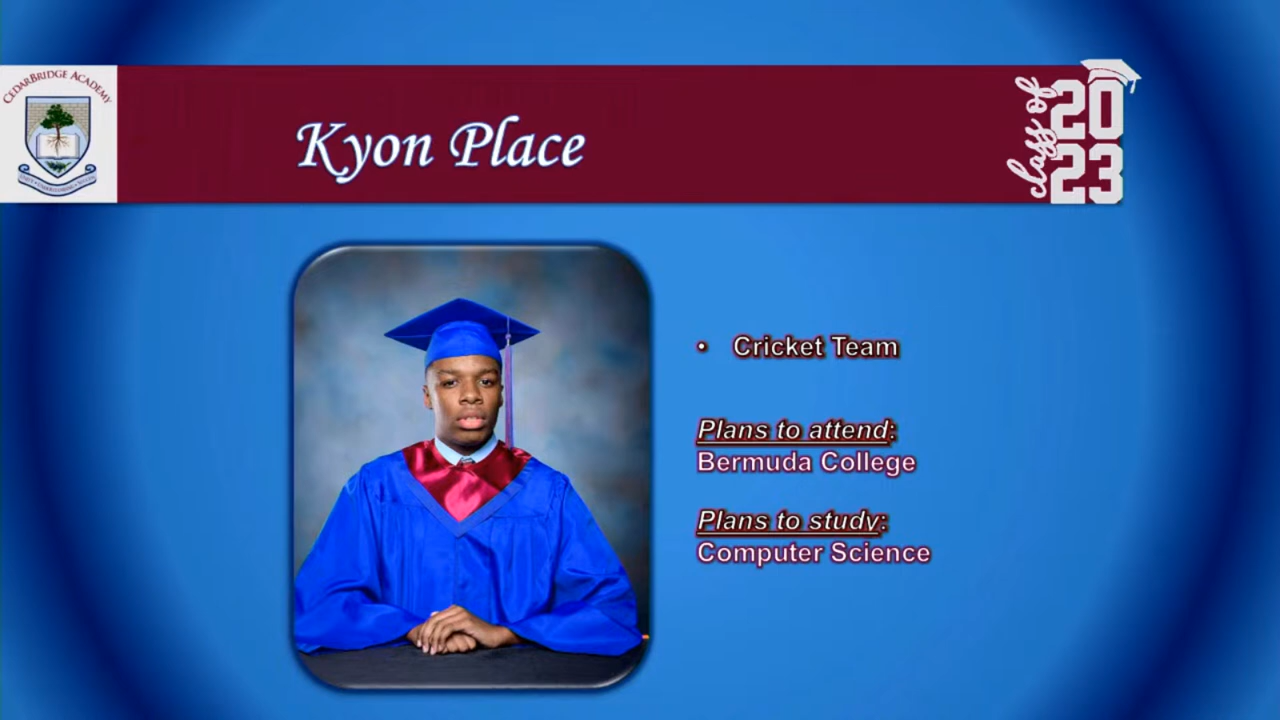 CEDARBRIDGE ACADEMY
Kyon Place
class of
20
23
• Cricket Team
Plans to attend:
Bermuda College
Plans to study:
Computer Science